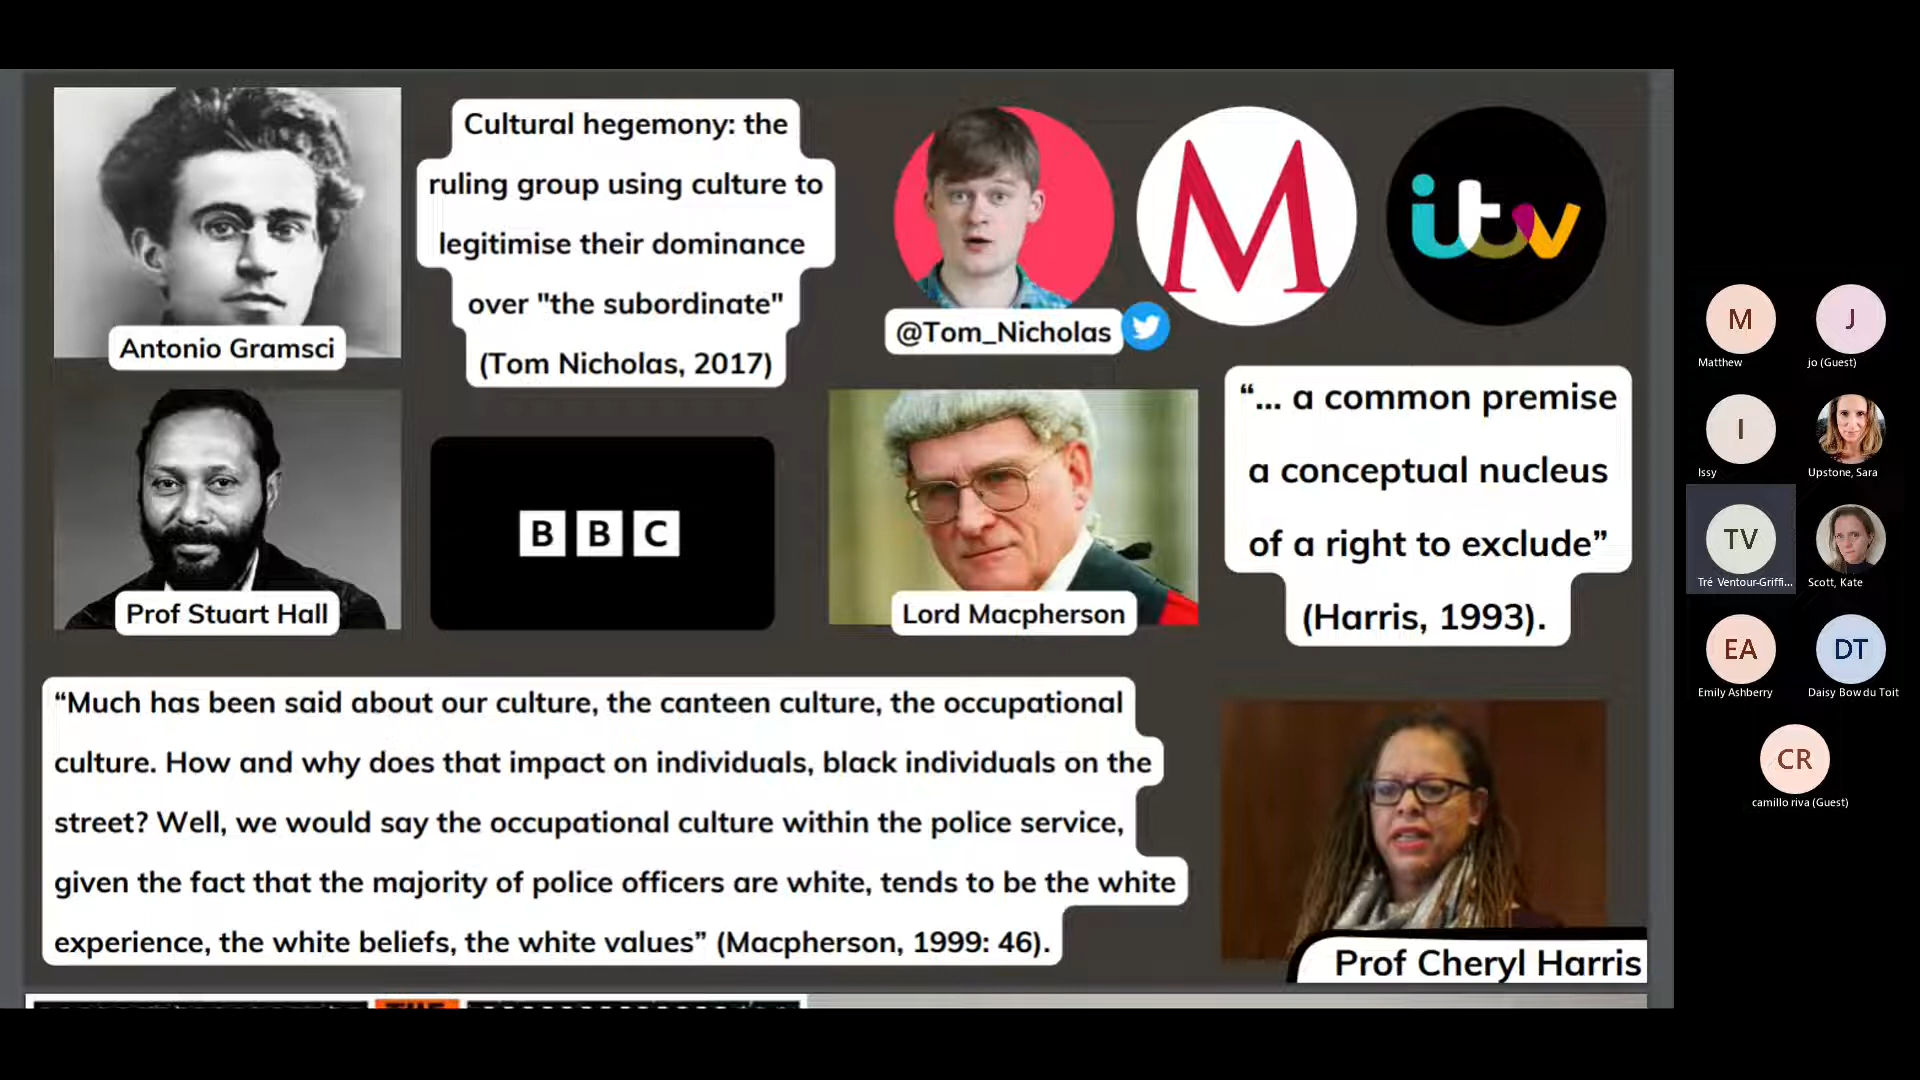 Antonio Gramsci
Cultural hegemony: the
ruling group using culture to
legitimise their dominance
over "the subordinate"
(Tom Nicholas, 2017)
@Tom_Nicholas
M
itv
Prof Stuart Hall
BBC
Lord Macpherson
“... a common premise
a conceptual nucleus
of a right to exclude”
(Harris, 1993).
“Much has been said about our culture, the canteen culture, the occupational
culture. How and why does that impact on individuals, black individuals on the
street? Well, we would say the occupational culture within the police service,
given the fact that the majority of police officers are white, tends to be the white
experience, the white beliefs, the white values” (Macpherson, 1999: 46).
Prof Cheryl Harris
THE
M
Matthew
J
jo (Guest)
I
Issy
Upstone, Sara
TV
Tré Ventour-Griffi...
Scott, Kate
EA
Emily Ashberry
DT
Daisy Bow du Toit
CR
camillo riva (Guest)